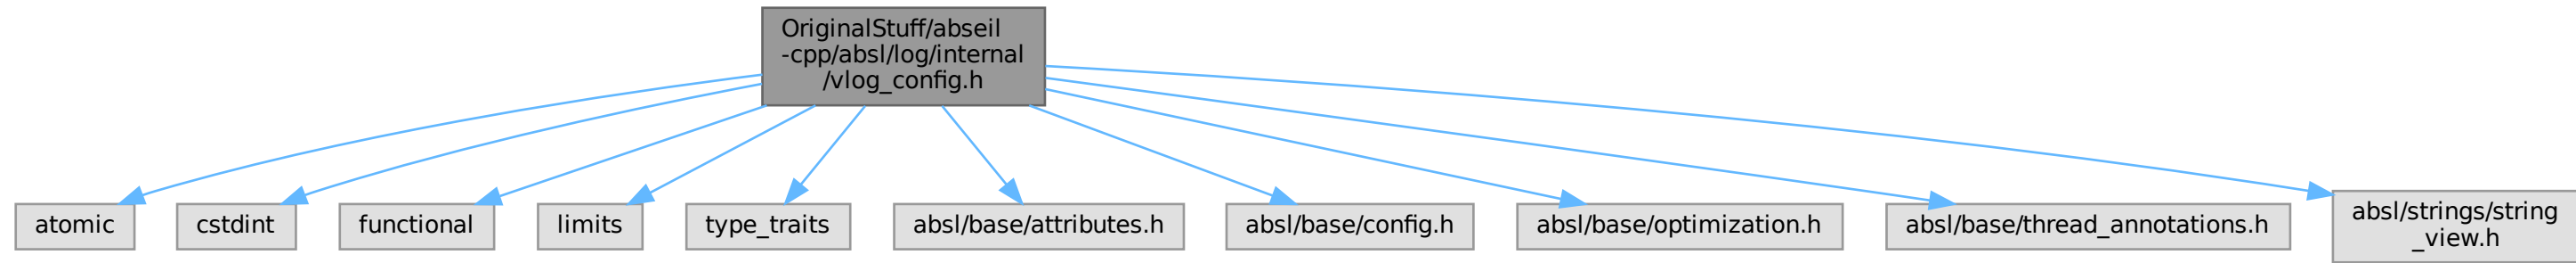 OriginalStuff/abseil
-cpp/absl/log/internal
/vlog_config.h
atomic
cstdint
functional
limits
type_traits
absl/base/attributes.h
absl/base/config.h
absl/base/optimization.h
absl/base/thread_annotations.h
absl/strings/string
_view.h